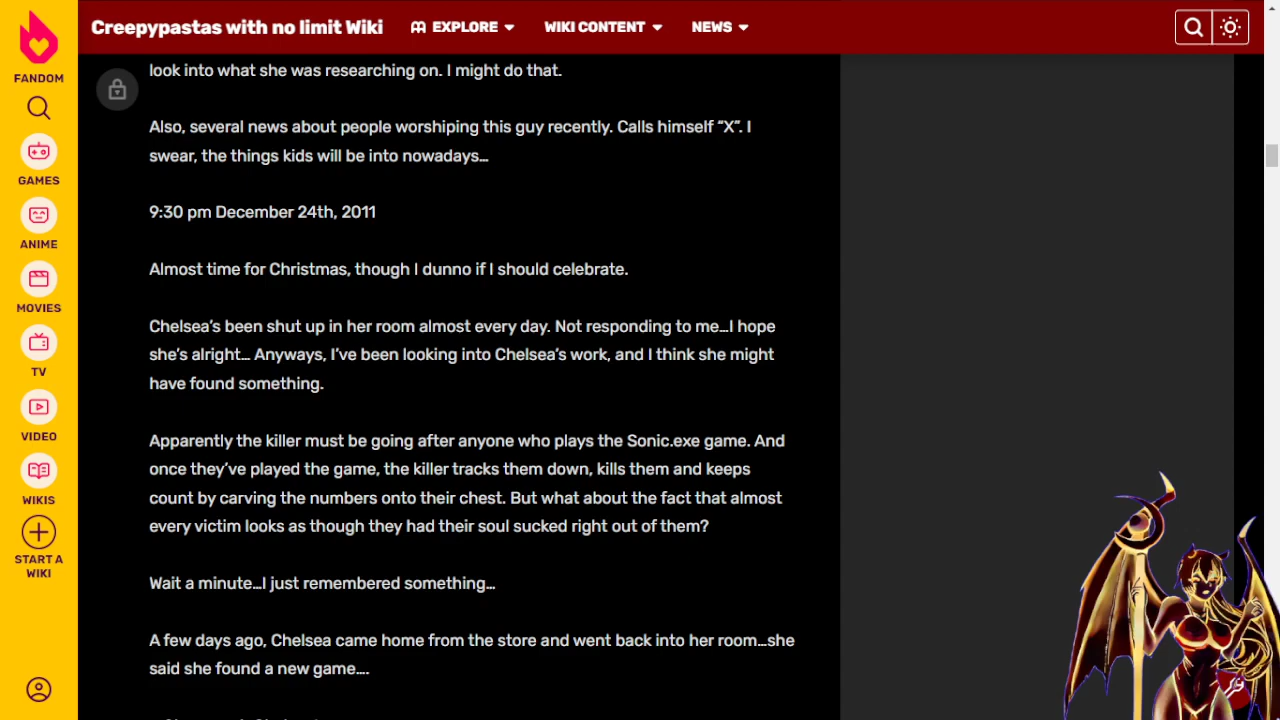 Creepypastas with no limit Wiki
EXPLORE
WIKI CONTENT
NEWS
FANDOM
GAMES
ANIME
MOVIES
TV
VIDEO
WIKIS
START A
WIKI
look into what she was researching on. I might do that.
Also, several news about people worshiping this guy recently. Calls himself “X”. I
swear, the things kids will be into nowadays…
9:30 pm December 24th, 2011
Almost time for Christmas, though I dunno if I should celebrate.
Chelsea’s been shut up in her room almost every day. Not responding to me…I hope
she’s alright… Anyways, I’ve been looking into Chelsea’s work, and I think she might
have found something.
Apparently the killer must be going after anyone who plays the Sonic.exe game. And
once they’ve played the game, the killer tracks them down, kills them and keeps
count by carving the numbers onto their chest. But what about the fact that almost
every victim looks as though they had their soul sucked right out of them?
Wait a minute…I just remembered something…
A few days ago, Chelsea came home from the store and went back into her room…she
said she found a new game….